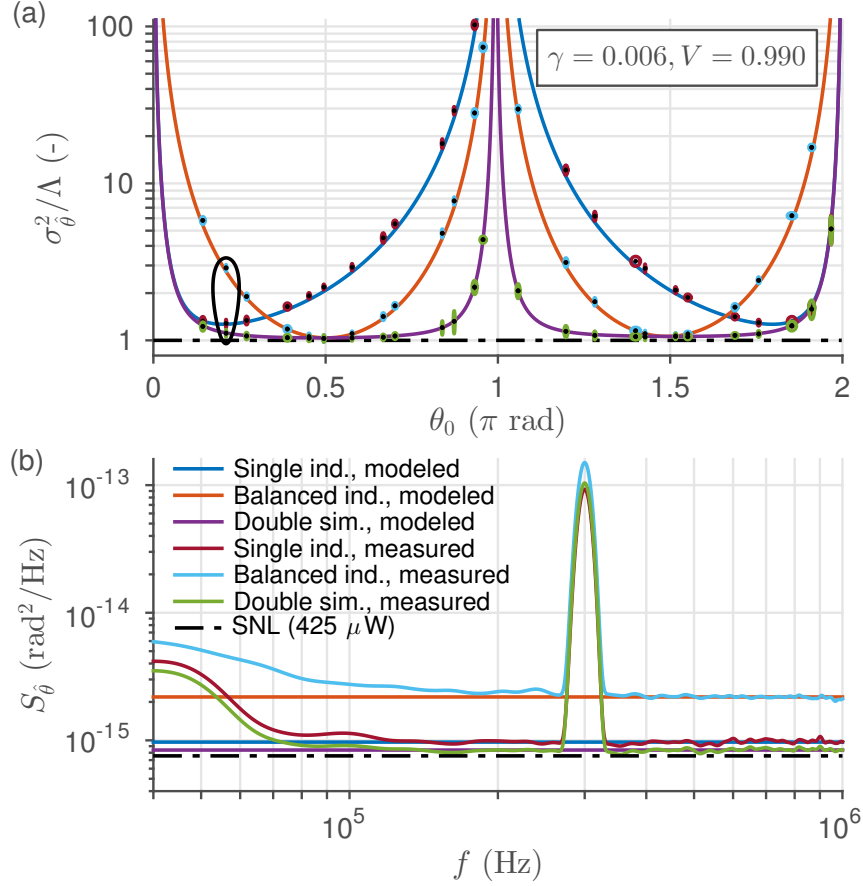 (a)
100
10
1
σ²_θ̂/Λ (-)
γ = 0.006, V = 0.990
0 0.5 1 1.5 2
θ₀ (π rad)
(b)
Single ind., modeled
Balanced ind., modeled
Double sim., modeled
Single ind., measured
Balanced ind., measured
Double sim., measured
SNL (425 μW)
10⁻¹³
10⁻¹⁴
10⁻¹⁵
S_θ̂ (rad²/Hz)
10⁵ 10⁶
f (Hz)